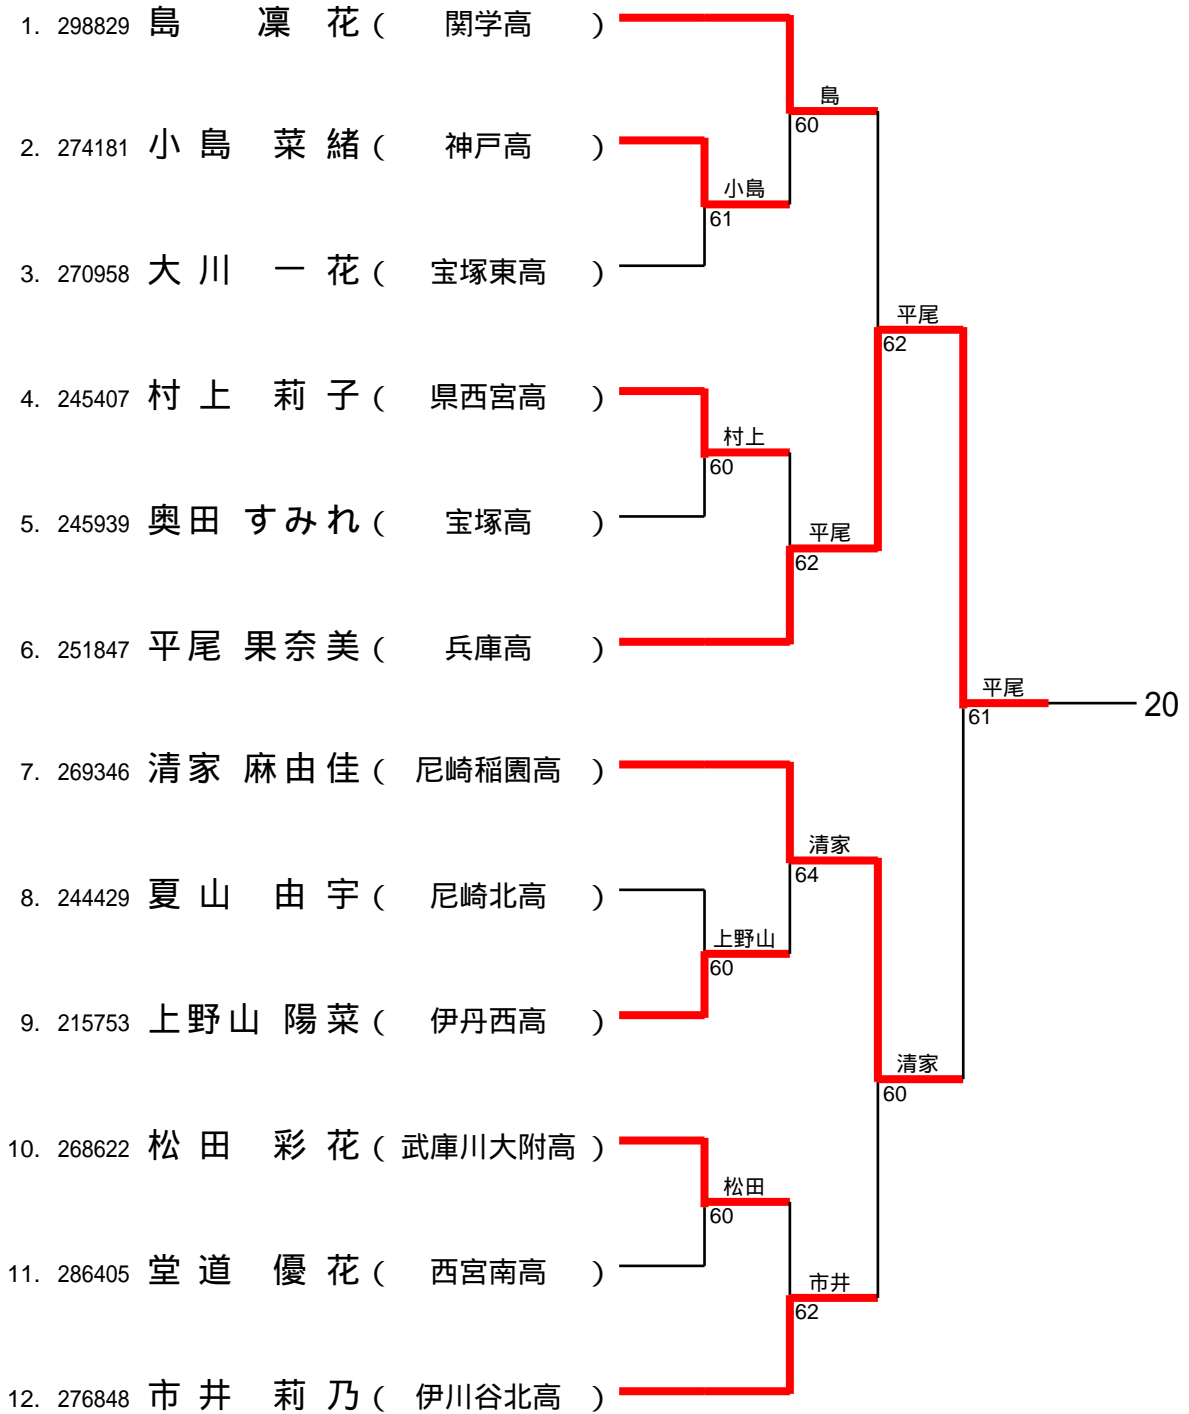 1. 298829 島 凜 花 ( 関学高 )
島
60
2. 274181 小 島 菜 緒 ( 神戸高 )
小島
61
3. 270958 大 川 一 花 ( 宝塚東高 )
平尾
62
4. 245407 村 上 莉 子 ( 県西宮高 )
村上
60
5. 245939 奥田 すみれ ( 宝塚高 )
平尾
62
6. 251847 平尾 果奈美 ( 兵庫高 )
平尾
61
20
7. 269346 清家 麻由佳 ( 尼崎稲園高 )
清家
64
8. 244429 夏 山 由 宇 ( 尼崎北高 )
上野山
60
9. 215753 上野山 陽菜 ( 伊丹西高 )
清家
60
10. 268622 松 田 彩 花 ( 武庫川大附高 )
松田
60
11. 286405 堂 道 優 花 ( 西宮南高 )
市井
62
12. 276848 市 井 莉 乃 ( 伊川谷北高 )